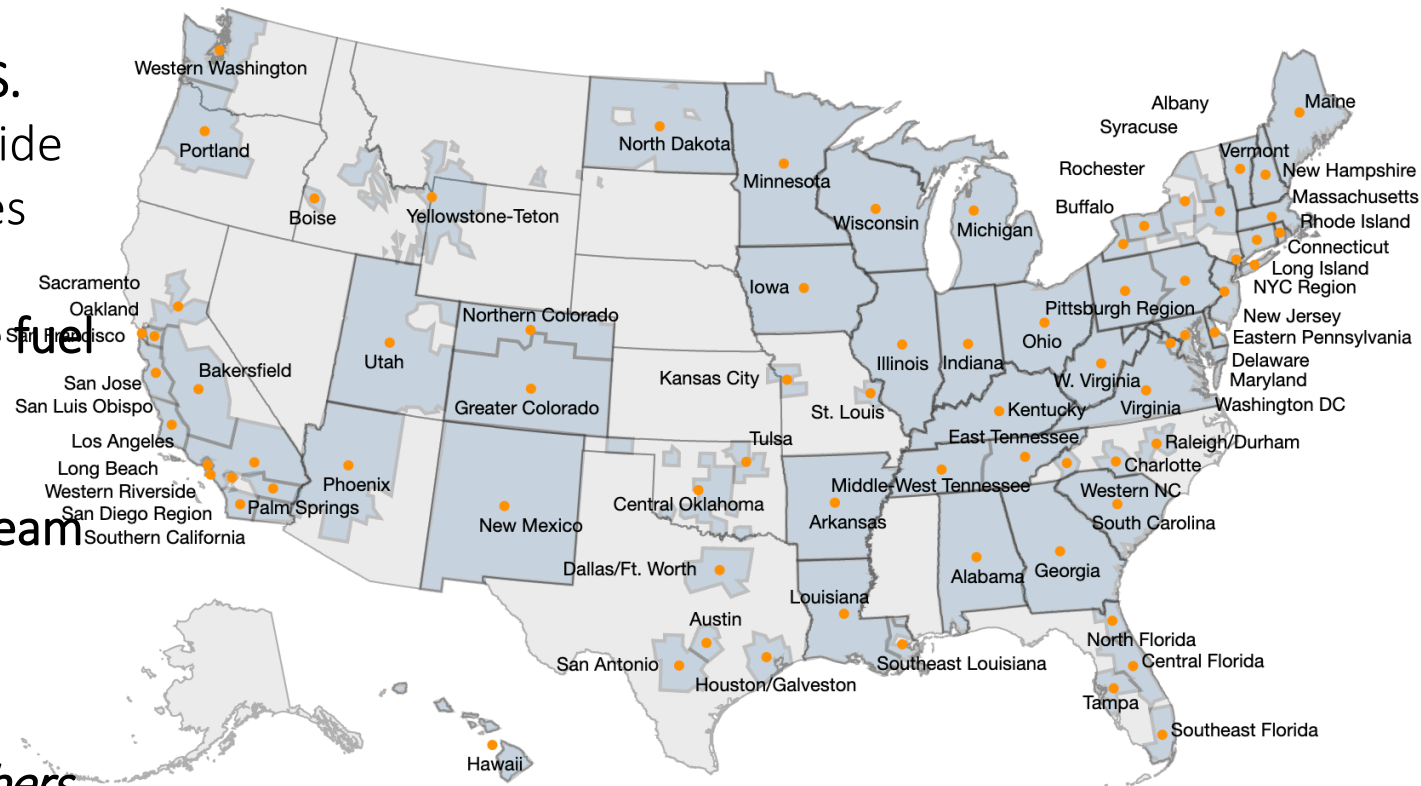 s.
ide
es
fuel
eam
hers
Western Washington
Portland
Boise
Yellowstone-Teton
North Dakota
Minnesota
Wisconsin
Michigan
Albany
Syracuse
Rochester
Buffalo
Maine
Vermont
New Hampshire
Massachusetts
Rhode Island
Connecticut
Long Island
NYC Region
New Jersey
Eastern Pennsylvania
Delaware
Maryland
Washington DC
Pittsburgh Region
Ohio
Indiana
Illinois
Iowa
W. Virginia
Virginia
Kentucky
Northern Colorado
Greater Colorado
Utah
Sacramento
Oakland
San Francisco
Bakersfield
San Jose
San Luis Obispo
Los Angeles
Long Beach
Western Riverside
San Diego Region
Southern California
Palm Springs
Phoenix
New Mexico
Kansas City
St. Louis
Tulsa
Central Oklahoma
East Tennessee
Middle-West Tennessee
Raleigh/Durham
Charlotte
Western NC
South Carolina
Arkansas
Alabama
Georgia
Dallas/Ft. Worth
Louisiana
Austin
San Antonio
Houston/Galveston
Southeast Louisiana
North Florida
Central Florida
Tampa
Southeast Florida
Hawaii